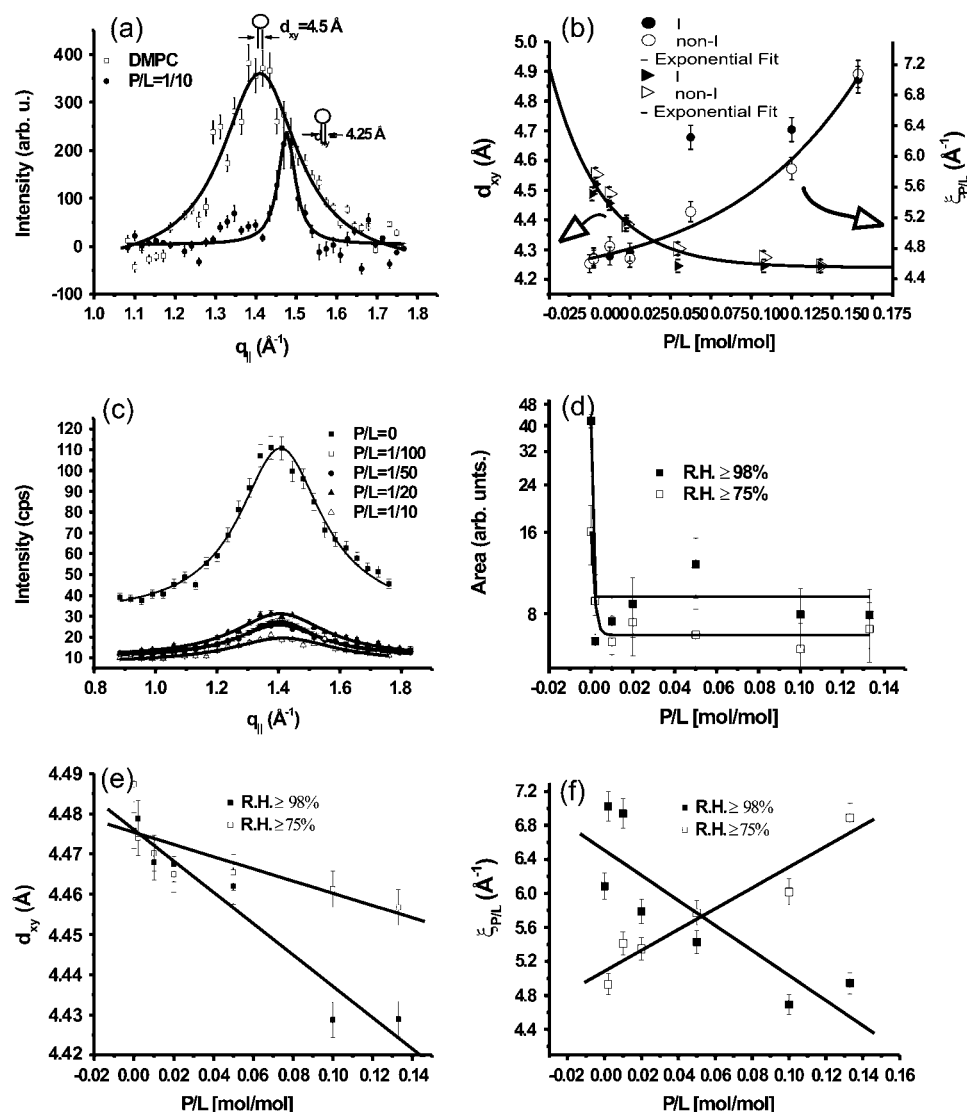 (a)
d_xy=4.5 Å
DMPC
P/L=1/10
4.25 Å
400
300
200
100
0
-100
Intensity (arb. u.)
1.0 1.1 1.2 1.3 1.4 1.5 1.6 1.7 1.8
q_|| (Å^-1)
(b)
I
non-I
Exponential Fit
I
non-I
Exponential Fit
5.0
4.9
4.8
4.7
4.6
4.5
4.4
4.3
4.2
d_xy (Å)
7.2
6.6
6.0
5.4
4.8
4.2
ξ_P/L (Å^-1)
-0.025 0.000 0.025 0.050 0.075 0.100 0.125 0.150 0.175
P/L [mol/mol]
(c)
P/L=0
P/L=1/100
P/L=1/50
P/L=1/20
P/L=1/10
120
110
100
90
80
70
60
50
40
30
20
10
Intensity (cps)
0.8 1.0 1.2 1.4 1.6 1.8
q_|| (Å^-1)
(d)
R.H. ≥ 98%
R.H. ≥ 75%
48
40
32
24
16
8
Area (arb. unts.)
-0.02 0.00 0.02 0.04 0.06 0.08 0.10 0.12 0.14
P/L [mol/mol]
(e)
R.H. ≥ 98%
R.H. ≥ 75%
4.49
4.48
4.47
4.46
4.45
4.44
4.43
4.42
d_xy (Å)
-0.02 0.00 0.02 0.04 0.06 0.08 0.10 0.12 0.14
P/L [mol/mol]
(f)
R.H. ≥ 98%
R.H. ≥ 75%
7.2
6.8
6.4
6.0
5.6
5.2
4.8
4.4
ξ_P/L (Å^-1)
-0.02 0.00 0.02 0.04 0.06 0.08 0.10 0.12 0.14 0.16
P/L [mol/mol]